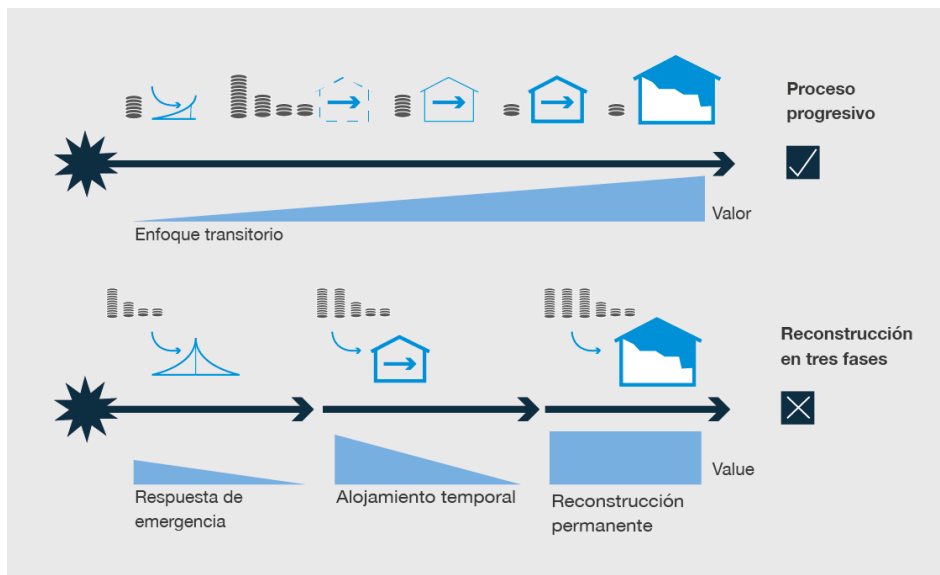 Proceso
progresivo
Valor
Enfoque transitorio
Reconstrucción
en tres fases
Value
Respuesta de
emergencia
Alojamiento temporal
Reconstrucción
permanente